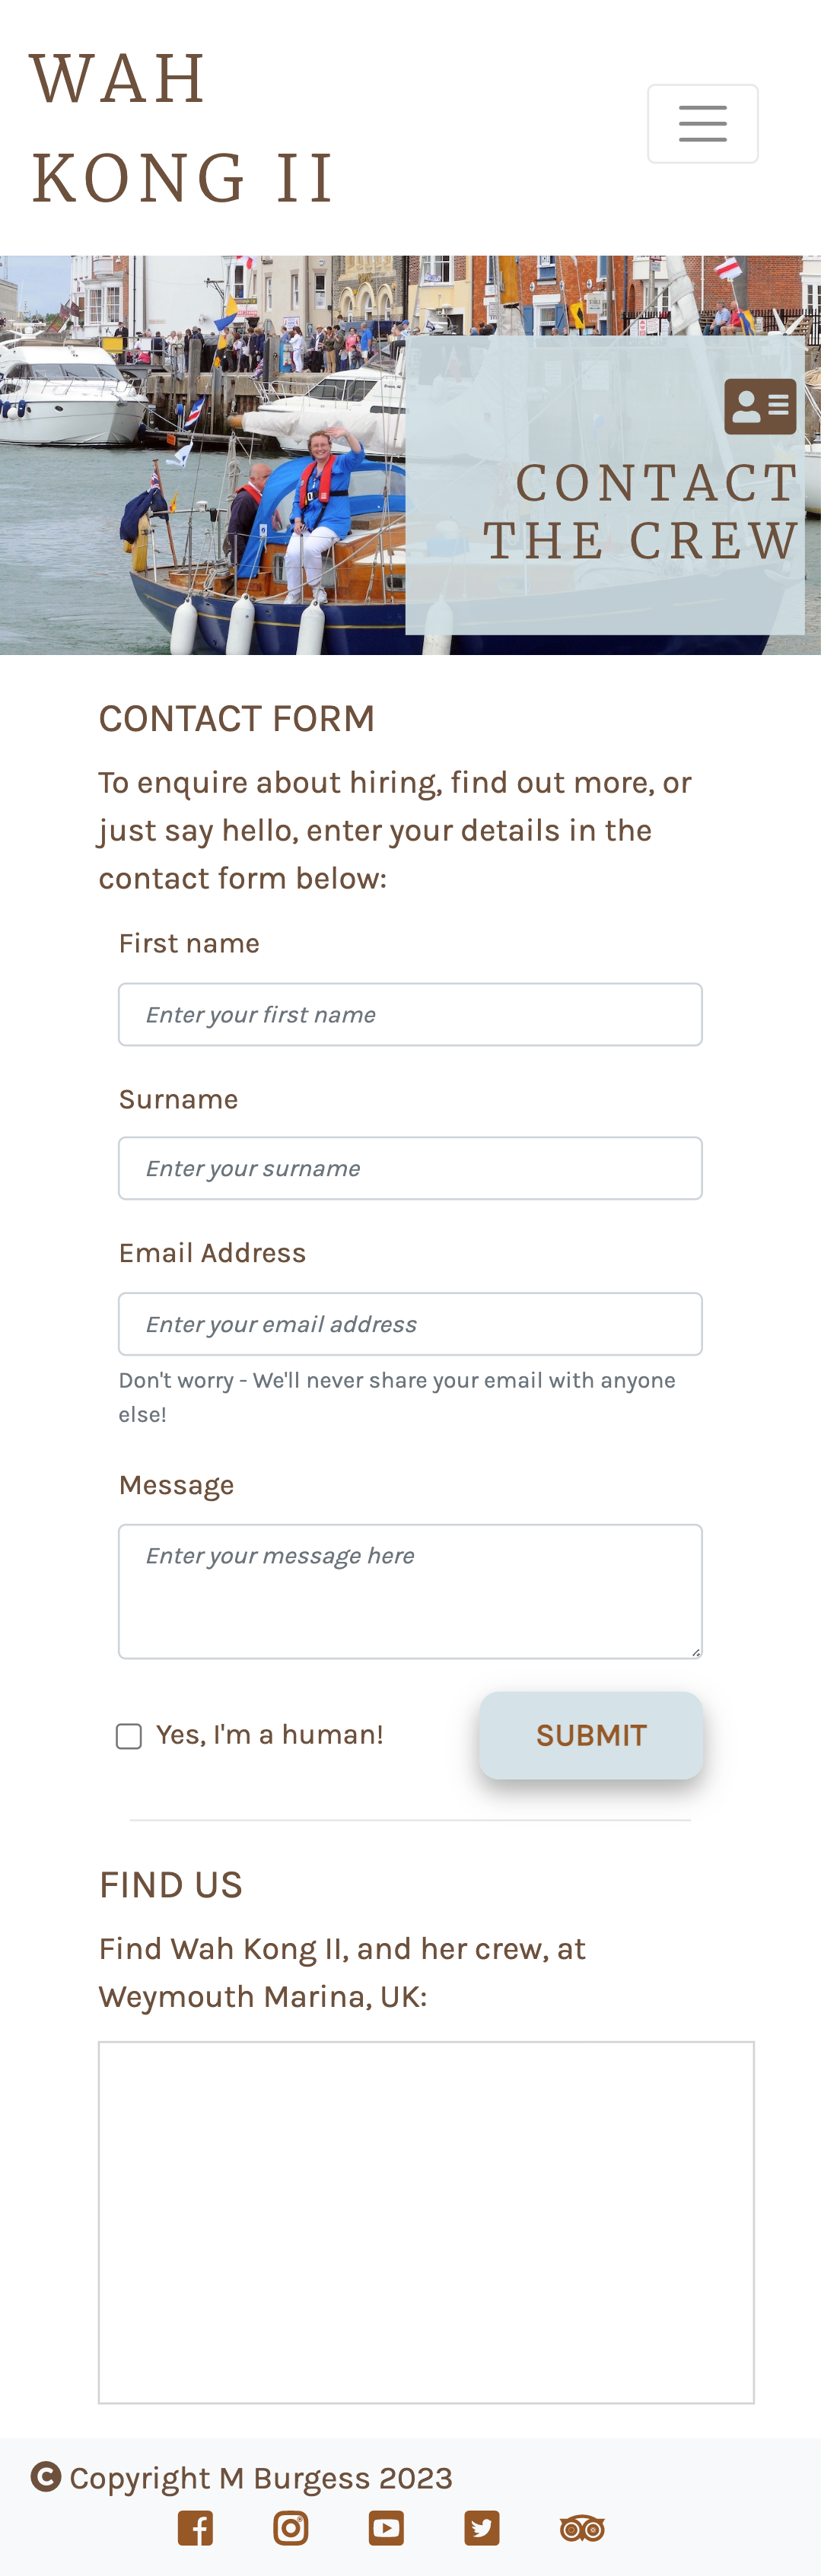 WAH
KONG II
CONTACT
THE CREW
CONTACT FORM
To enquire about hiring, find out more, or
just say hello, enter your details in the
contact form below:
First name
Enter your first name
Surname
Enter your surname
Email Address
Enter your email address
Don't worry - We'll never share your email with anyone
else!
Message
Enter your message here
Yes, I'm a human!
SUBMIT
FIND US
Find Wah Kong II, and her crew, at
Weymouth Marina, UK:
© Copyright M Burgess 2023